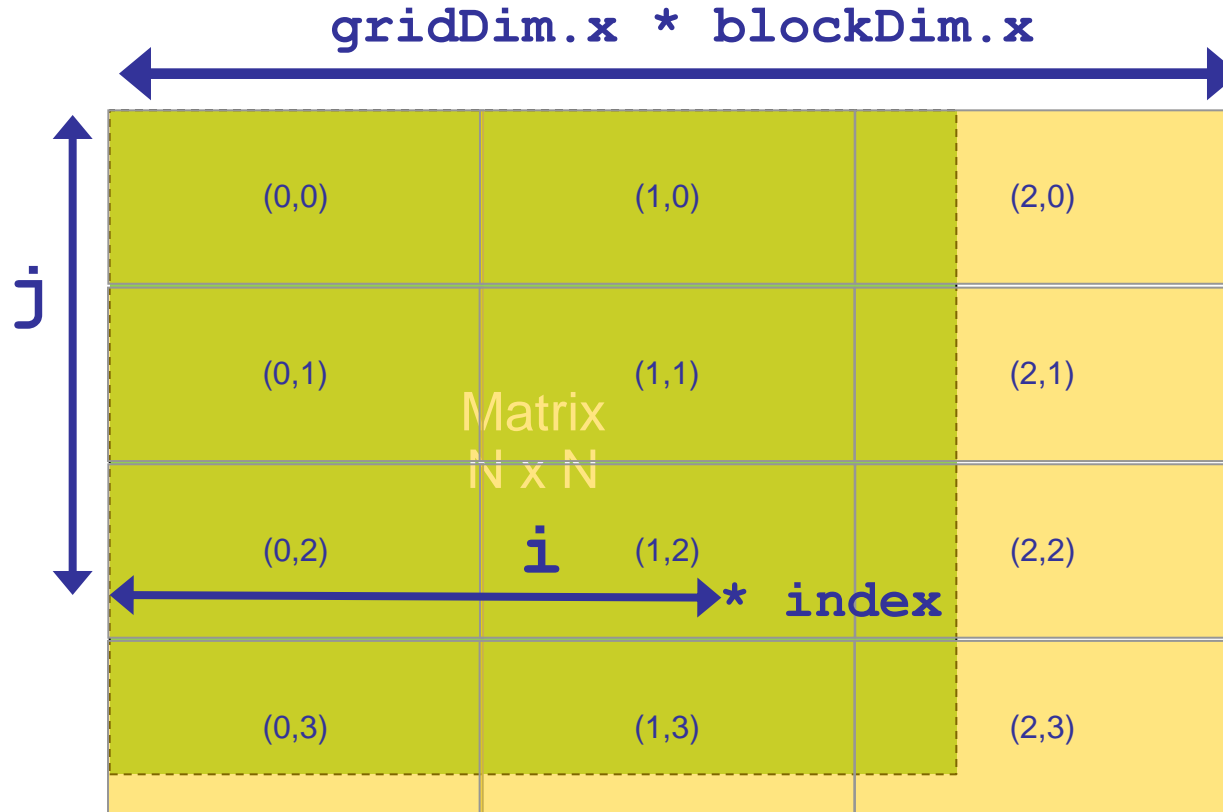 gridDim.x * blockDim.x
(0,0) (1,0) (2,0)
j
(0,1) (1,1) (2,1)
Matrix
N x N
(0,2) i (1,2) (2,2)
* index
(0,3) (1,3) (2,3)